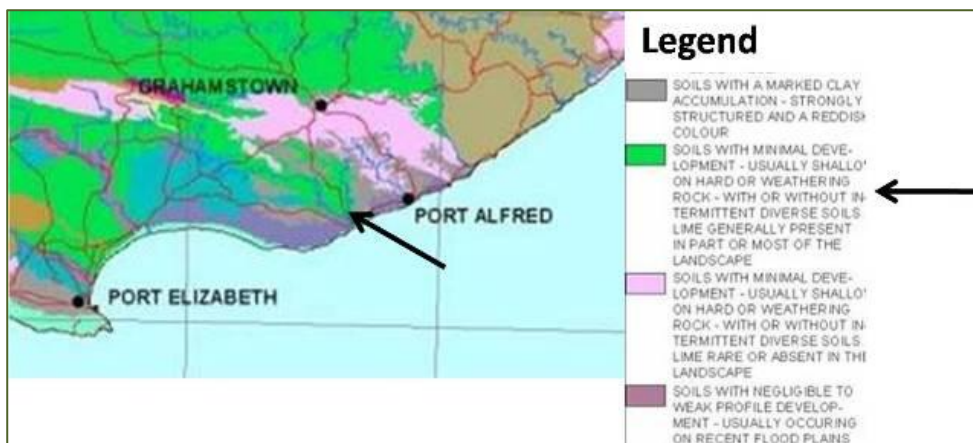 Legend
GRAHAMSTOWN
PORT ALFRED
PORT ELIZABETH
SOILS WITH A MARKED CLAY
ACCUMULATION - STRONGLY
STRUCTURED AND A REDDISH
COLOUR
SOILS WITH MINIMAL DEVE-
LOPMENT - USUALLY SHALLO
ON HARD OR WEATHERING
ROCK - WITH OR WITHOUT IN-
TERMITTENT DIVERSE SOILS
LIME GENERALLY PRESENT
IN PART OR MOST OF THE
LANDSCAPE
SOILS WITH MINIMAL DEVE-
LOPMENT - USUALLY SHALLO
ON HARD OR WEATHERING
ROCK - WITH OR WITHOUT IN-
TERMITTENT DIVERSE SOILS
LIME RARE OR ABSENT IN THE
LANDSCAPE
SOILS WITH NEGLIGIBLE TO
WEAK PROFILE DEVELOP-
MENT - USUALLY OCCURING
ON RECENT FLOOD PLAINS